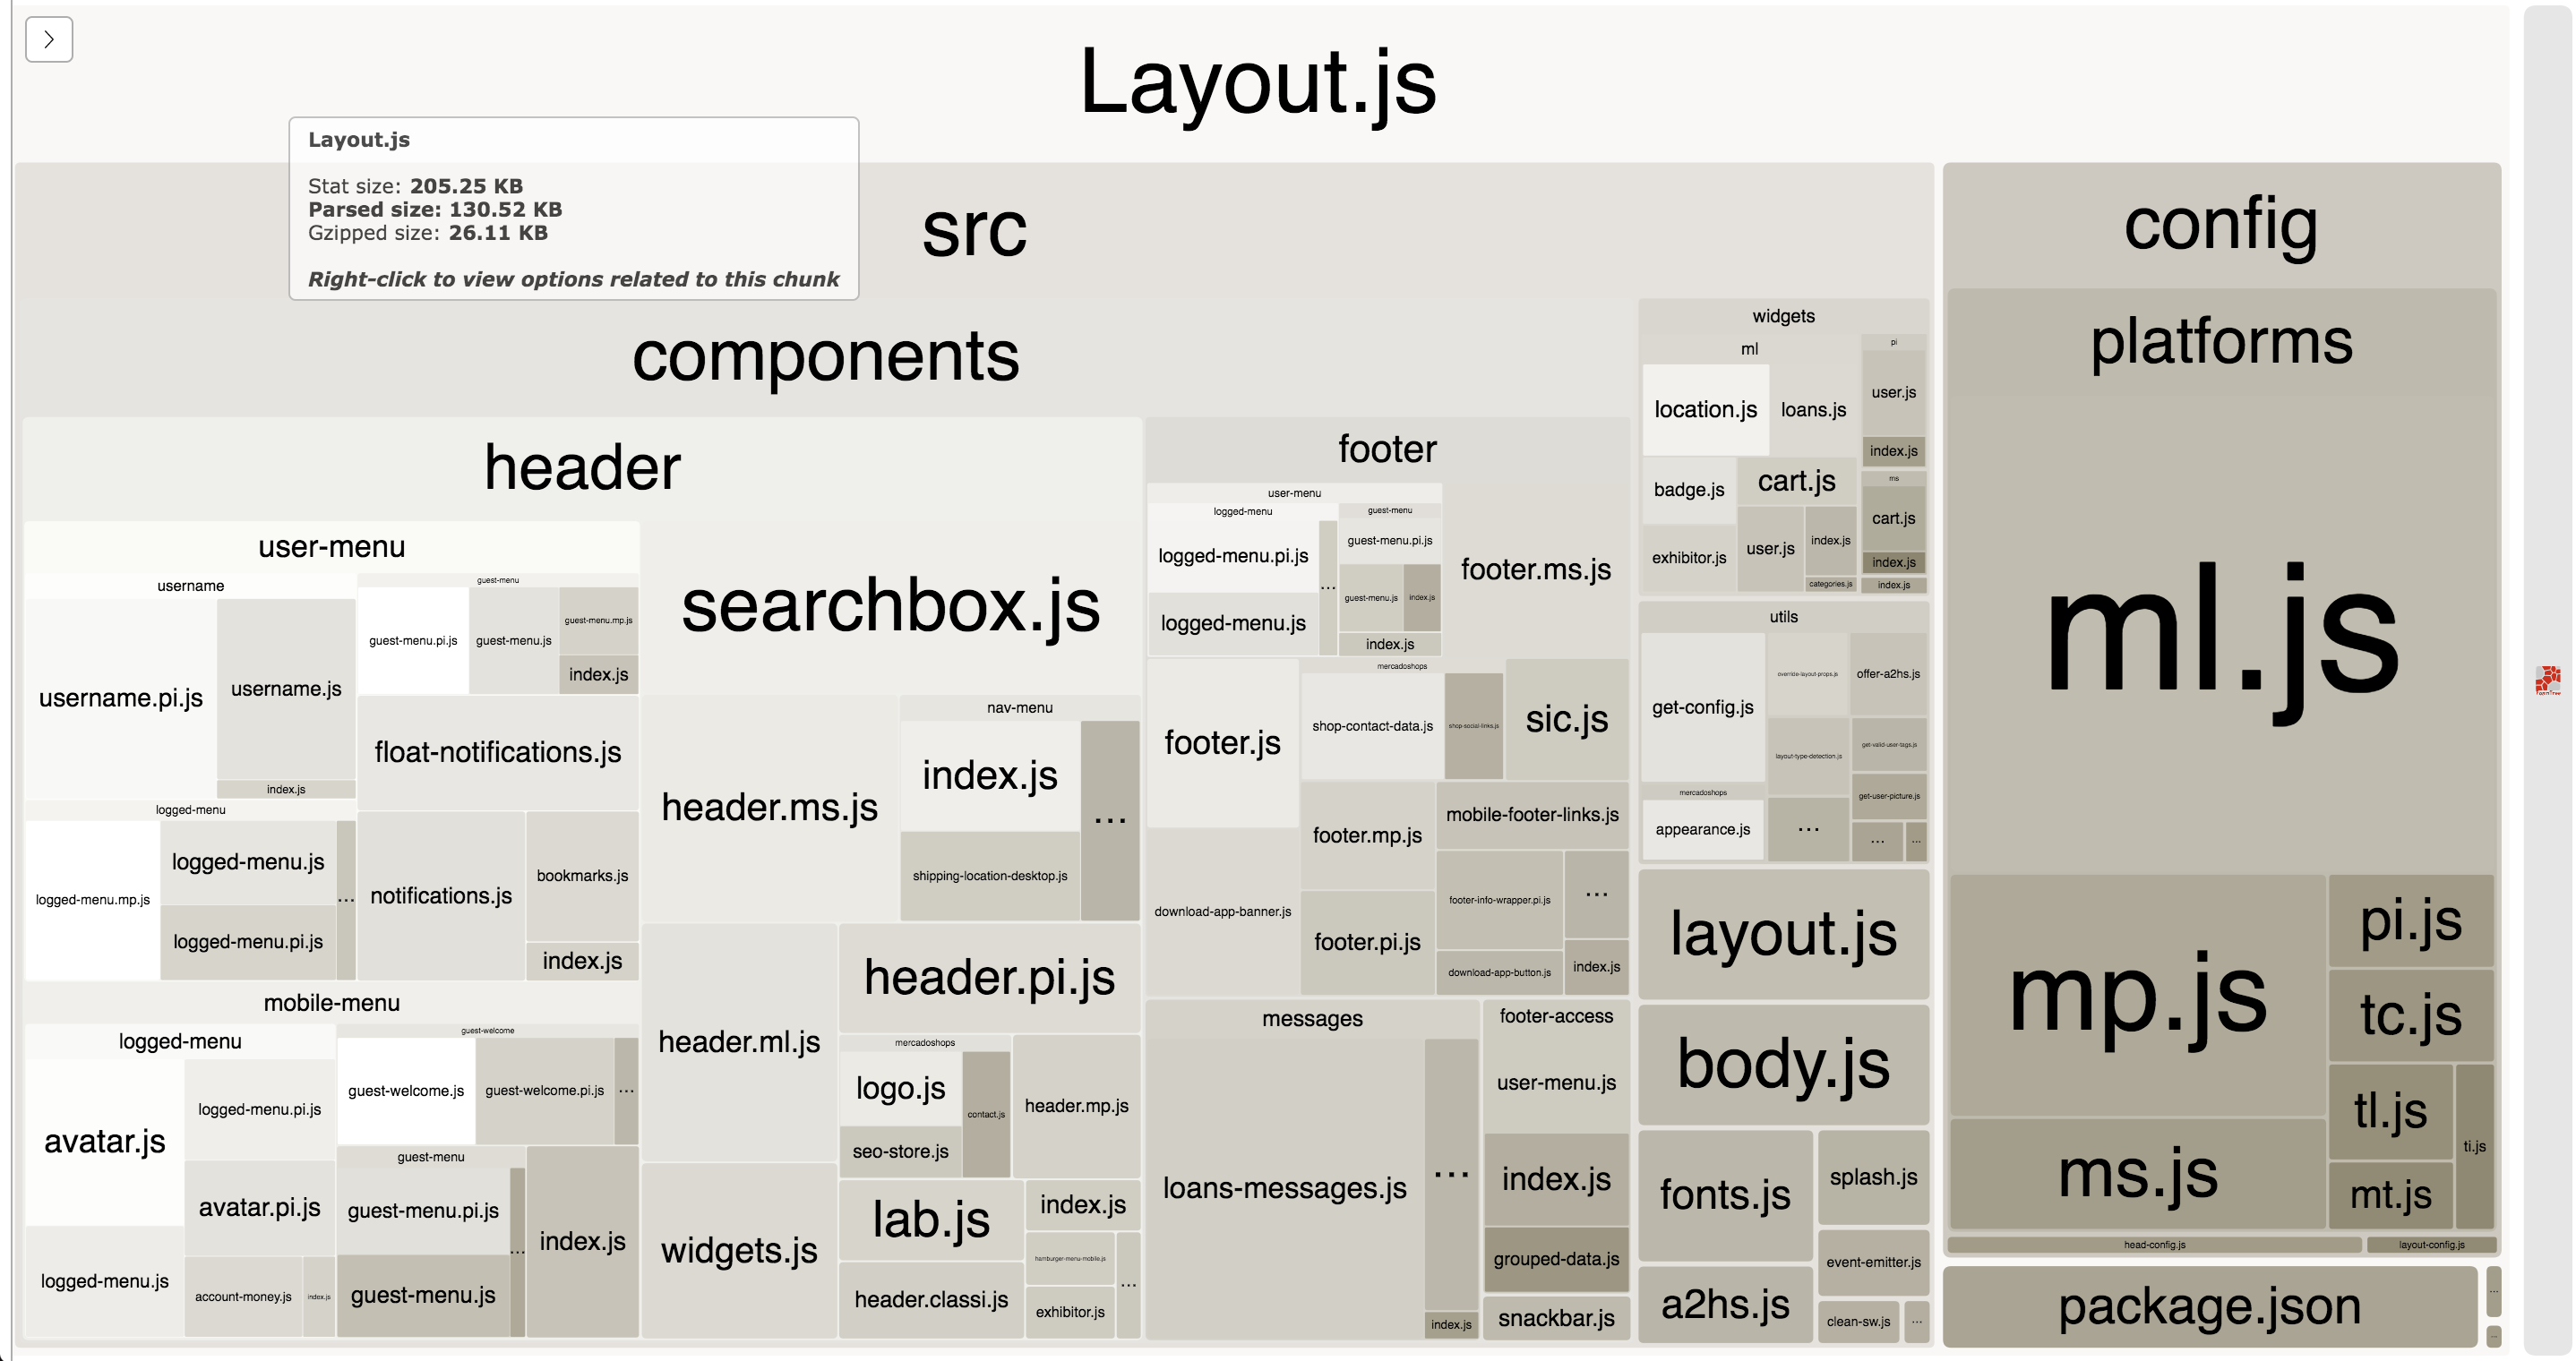 Layout.js
Layout.js
Stat size: 205.25 KB
Parsed size: 130.52 KB
Gzipped size: 26.11 KB
Right-click to view options related to this chunk
src
components
header
user-menu
username
username.pi.js
username.js
index.js
guest-menu
guest-menu.pi.js
guest-menu.js
guest-menu.mp.js
index.js
float-notifications.js
logged-menu
logged-menu.mp.js
logged-menu.js
logged-menu.pi.js
...
notifications.js
bookmarks.js
index.js
mobile-menu
logged-menu
avatar.js
logged-menu.pi.js
avatar.pi.js
logged-menu.js
account-money.js
index.js
guest-welcome
guest-welcome.js
guest-welcome.pi.js
...
guest-menu
guest-menu.pi.js
guest-menu.js
...
index.js
searchbox.js
header.ms.js
nav-menu
index.js
shipping-location-desktop.js
...
header.ml.js
header.pi.js
mercadoshops
logo.js
seo-store.js
contact.js
header.mp.js
widgets.js
lab.js
header.classi.js
index.js
hamburger-menu-mobile.js
exhibitor.js
...
footer
user-menu
logged-menu
logged-menu.pi.js
logged-menu.js
...
guest-menu
guest-menu.pi.js
guest-menu.js
index.js
index.js
footer.ms.js
footer.js
mercadoshops
shop-contact-data.js
shop-social-links.js
sic.js
download-app-banner.js
footer.mp.js
footer.pi.js
mobile-footer-links.js
footer-info-wrapper.pi.js
...
download-app-button.js
index.js
messages
loans-messages.js
...
index.js
footer-access
user-menu.js
index.js
grouped-data.js
snackbar.js
widgets
ml
location.js
loans.js
badge.js
cart.js
exhibitor.js
user.js
index.js
categories.js
pi
user.js
index.js
ms
cart.js
index.js
index.js
utils
get-config.js
override-layout-props.js
offer-a2hs.js
layout-type-detection.js
get-valid-user-tags.js
get-user-picture.js
mercadoshops
appearance.js
...
...
...
layout.js
body.js
fonts.js
splash.js
event-emitter.js
a2hs.js
clean-sw.js
...
config
platforms
ml.js
mp.js
pi.js
tc.js
ms.js
tl.js
ti.js
mt.js
head-config.js
layout-config.js
package.json
...
...